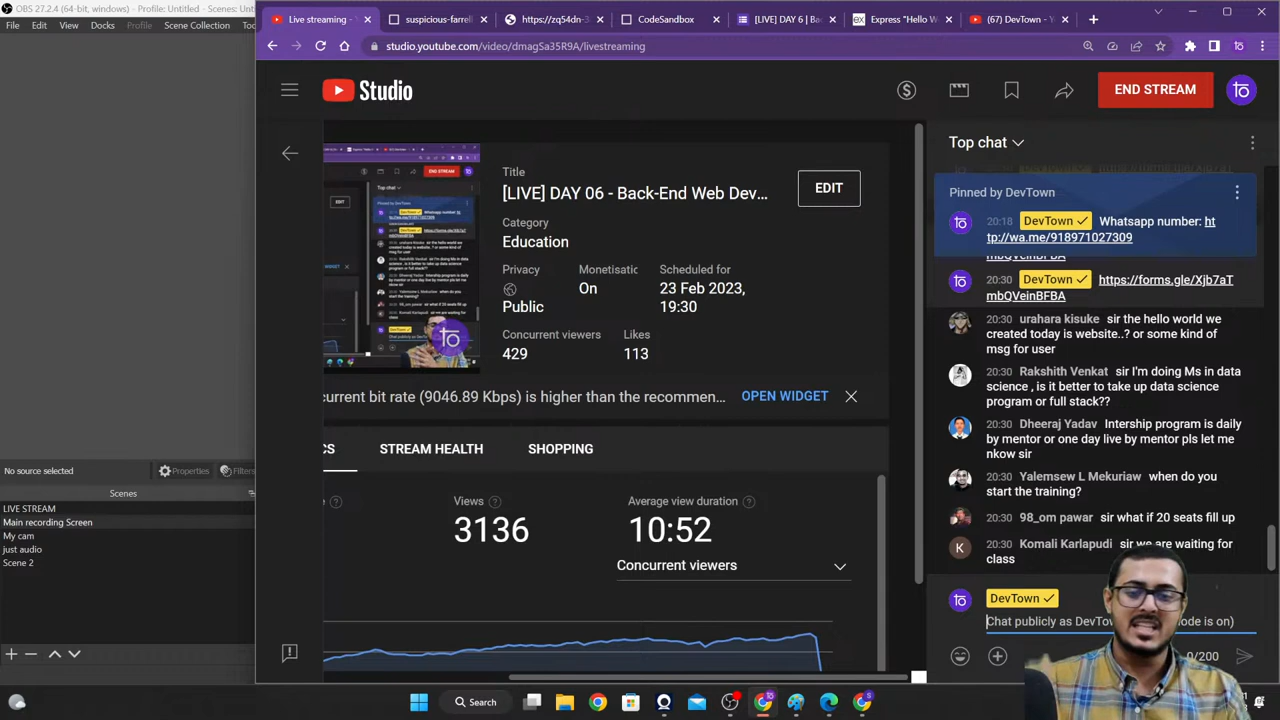 OBS 27.2.4 (64-bit, windows) - Profile: Untitled - Scenes: Untitled
File Edit View Docks Profile Scene Collection
Live streaming -
suspicious-farrel
https://zq54dn-3
CodeSandbox
[LIVE] DAY 6 | Bac
Express "Hello W
(67) DevTown - Y
studio.youtube.com/video/dmagSa35R9A/livestreaming
Studio
END STREAM
Title
[LIVE] DAY 06 - Back-End Web Dev...
EDIT
Category
Education
Privacy
Public
Monetisatic
On
Scheduled for
23 Feb 2023,
19:30
Concurrent viewers
429
Likes
113
current bit rate (9046.89 Kbps) is higher than the recommen...
OPEN WIDGET
CS
STREAM HEALTH
SHOPPING
Views
3136
Average view duration
10:52
Concurrent viewers
Top chat
Pinned by DevTown
20:18 DevTown Whatsapp number: ht
tp://wa.me/918971027309
mbQVeinBFBA
20:30 DevTown https://forms.gle/Xjb7aT
mbQVeinBFBA
20:30 urahara kisuke sir the hello world we
created today is website..? or some kind of
msg for user
20:30 Rakshith Venkat sir I'm doing Ms in data
science , is it better to take up data science
program or full stack??
20:30 Dheeraj Yadav Intership program is daily
by mentor or one day live by mentor pls let me
nkow sir
20:30 Yalemsew L Mekuriaw when do you
start the training?
20:30 98_om pawar sir what if 20 seats fill up
K
20:30 Komali Karlapudi sir we are waiting for
class
DevTown
Chat publicly as DevTow
ode is on)
0/200
No source selected
Properties
Filters
Scenes
LIVE STREAM
Main recording Screen
My cam
just audio
Scene 2
Search